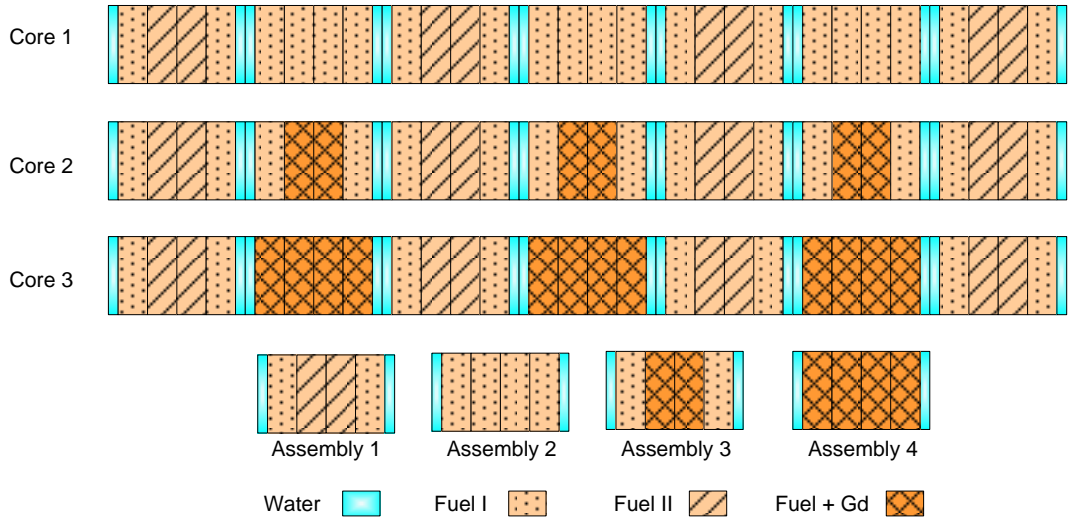 Core 1
Core 2
Core 3
Assembly 1 Assembly 2 Assembly 3 Assembly 4
Water Fuel I Fuel II Fuel + Gd